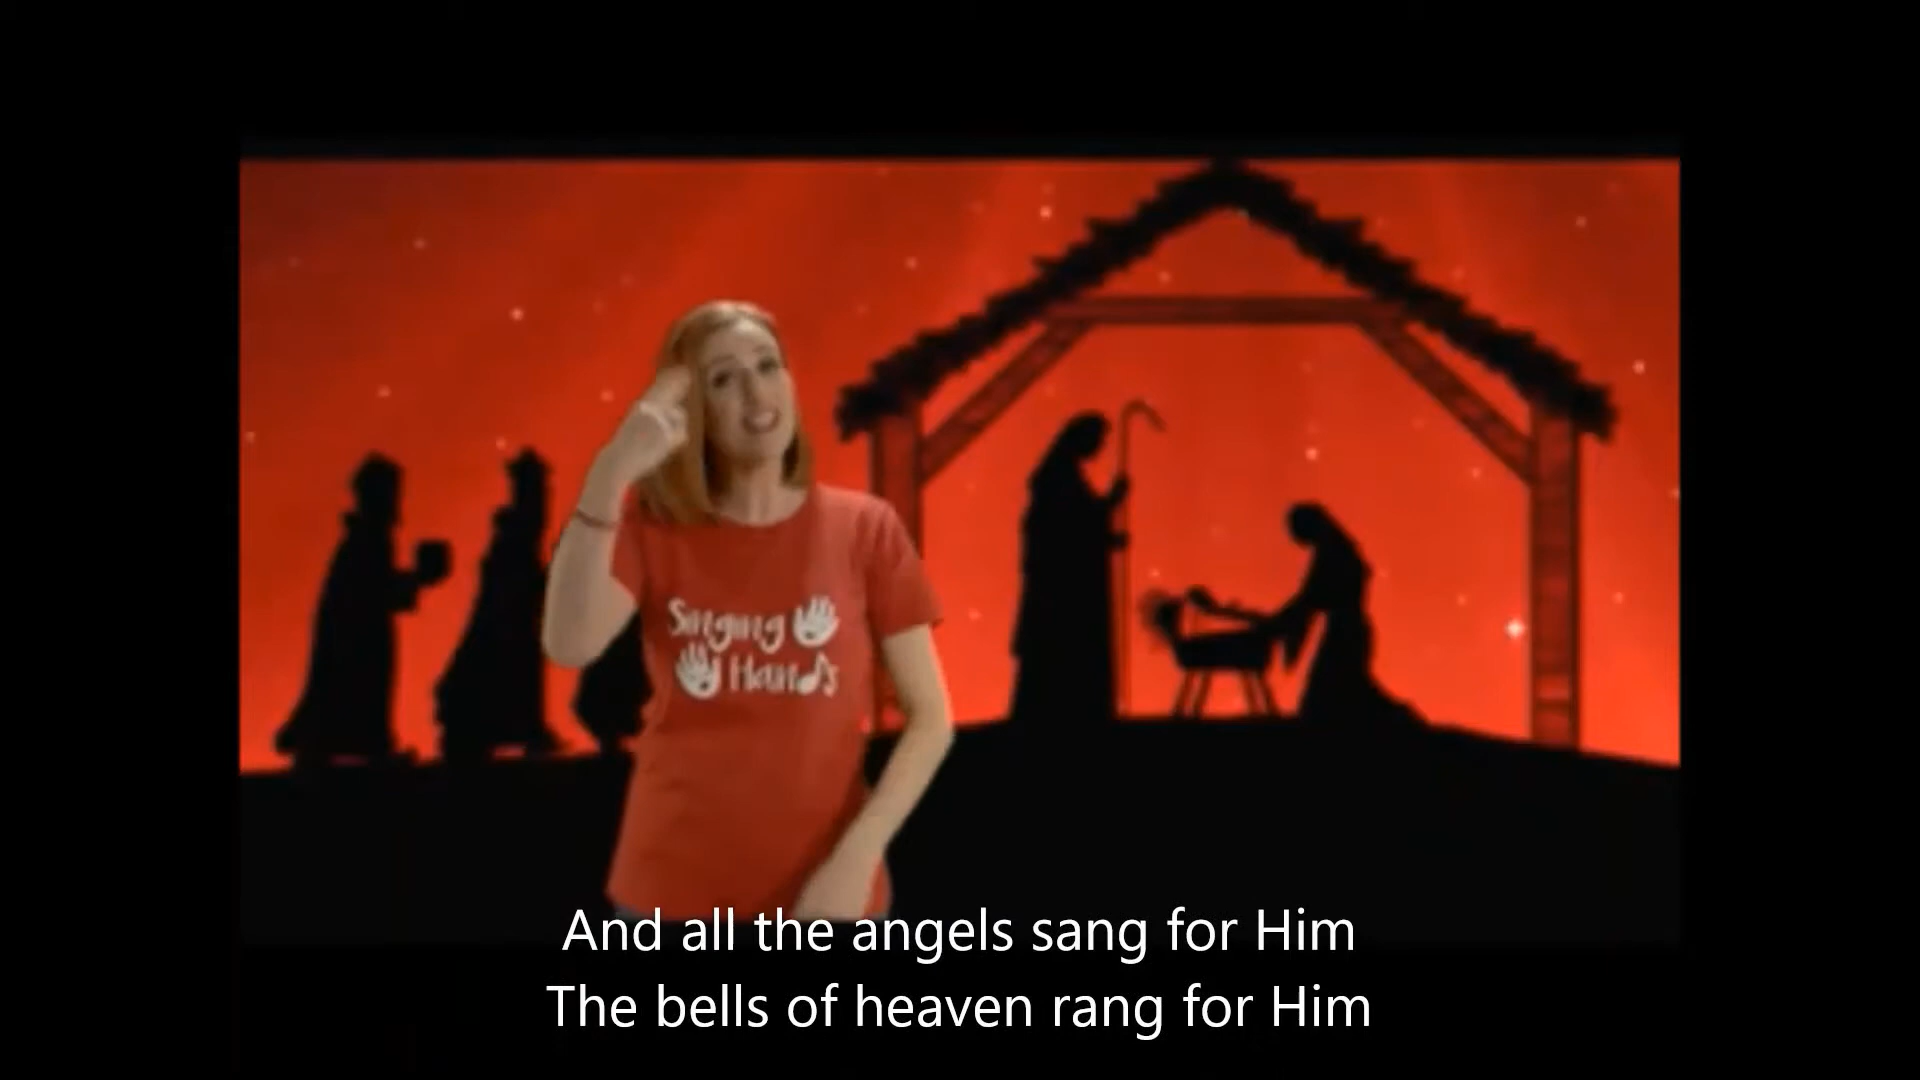 Singing
Hands
And all the angels sang for Him
The bells of heaven rang for Him